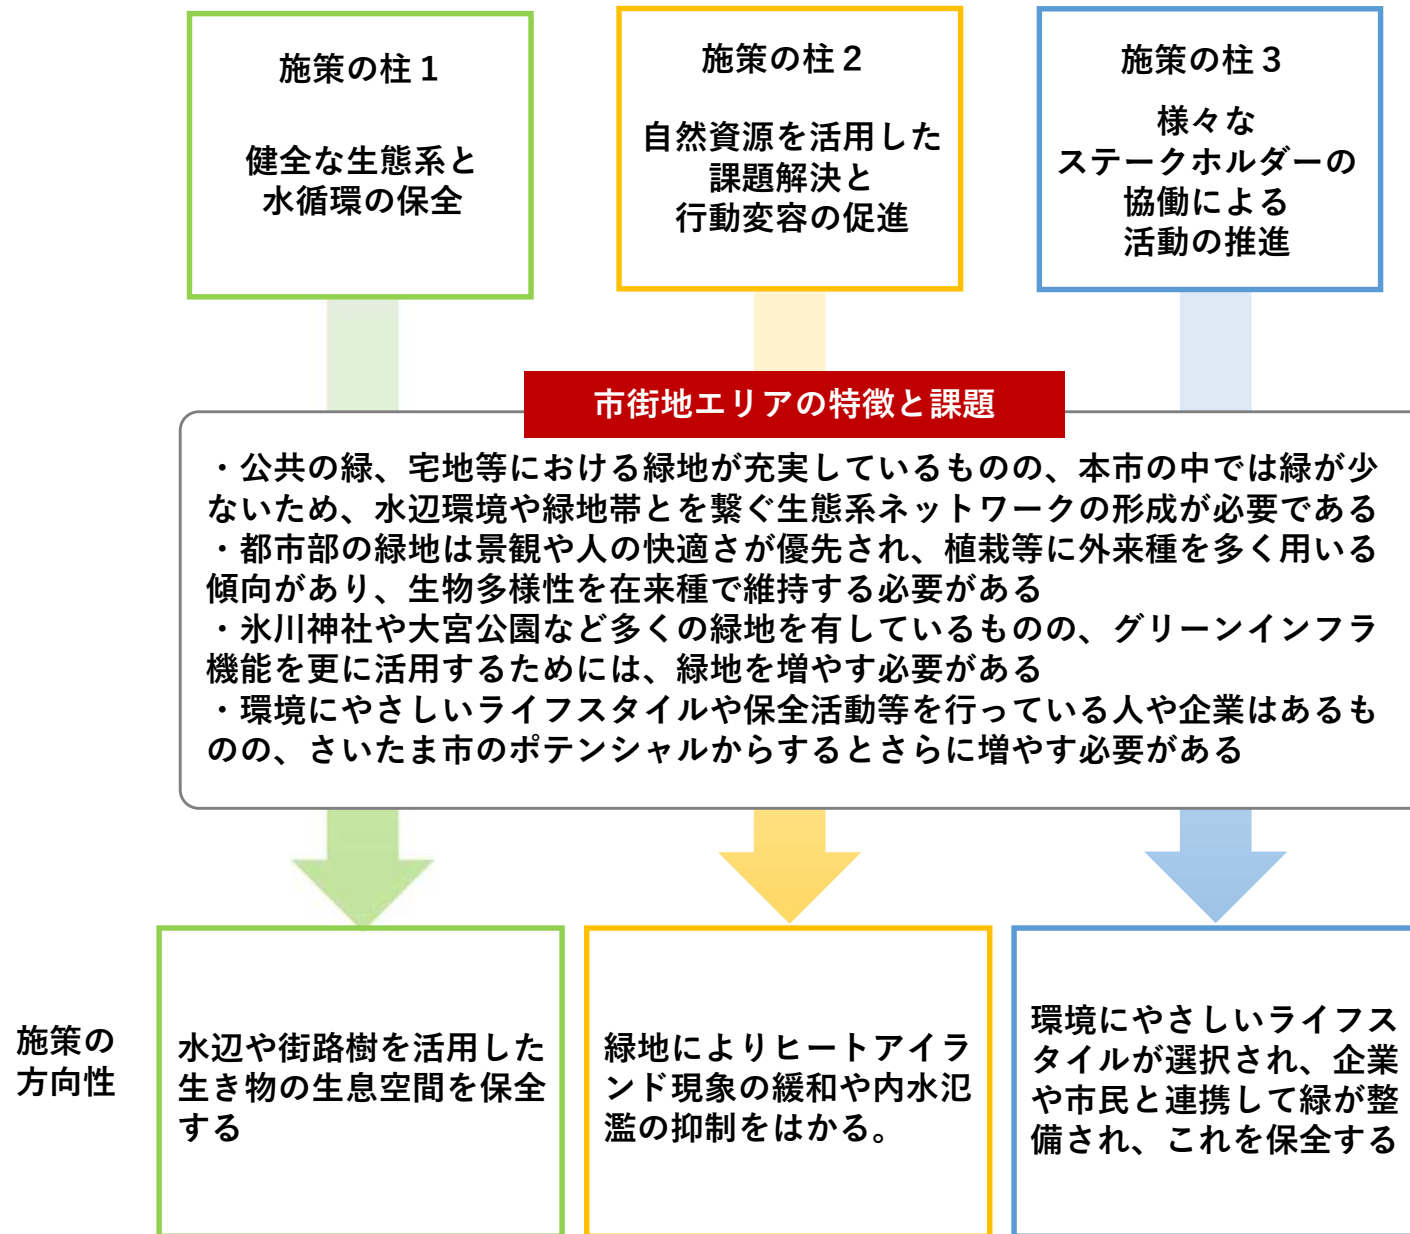 施策の柱１
健全な生態系と
水循環の保全
施策の柱２
自然資源を活用した
課題解決と
行動変容の促進
施策の柱３
様々な
ステークホルダーの
協働による
活動の推進
市街地エリアの特徴と課題
・公共の緑、宅地等における緑地が充実しているものの、本市の中では緑が少
ないため、水辺環境や緑地帯とを繋ぐ生態系ネットワークの形成が必要である
・都市部の緑地は景観や人の快適さが優先され、植栽等に外来種を多く用いる
傾向があり、生物多様性を在来種で維持する必要がある
・氷川神社や大宮公園など多くの緑地を有しているものの、グリーンインフラ
機能を更に活用するためには、緑地を増やす必要がある
・環境にやさしいライフスタイルや保全活動等を行っている人や企業はあるも
のの、さいたま市のポテンシャルからするとさらに増やす必要がある
施策の
方向性
水辺や街路樹を活用した
生き物の生息空間を保全
する
緑地によりヒートアイラ
ンド現象の緩和や内水氾
濫の抑制をはかる。
環境にやさしいライフス
タイルが選択され、企業
や市民と連携して緑が整
備され、これを保全する